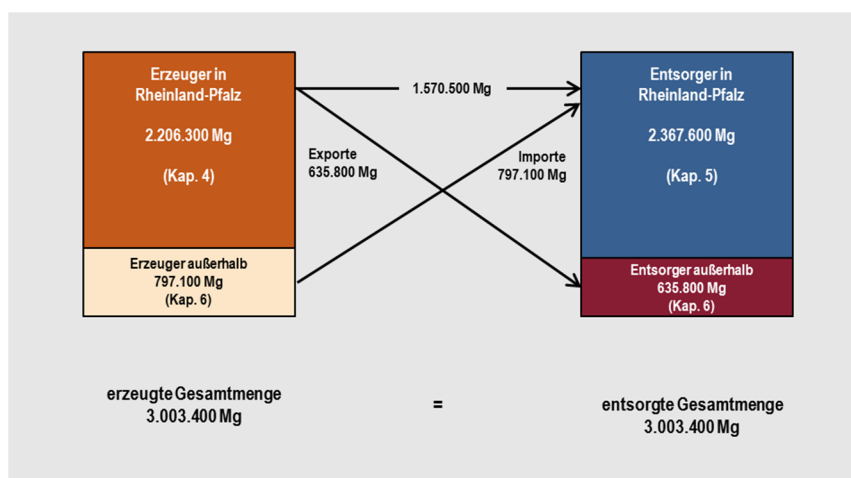 Erzeuger in
Rheinland-Pfalz
2.206.300 Mg
(Kap. 4)
1.570.500 Mg
Entsorger in
Rheinland-Pfalz
2.367.600 Mg
(Kap. 5)
Exporte
635.800 Mg
Importe
797.100 Mg
Erzeuger außerhalb
797.100 Mg
(Kap. 6)
Entsorger außerhalb
635.800 Mg
(Kap. 6)
erzeugte Gesamtmenge
3.003.400 Mg
=
entsorgte Gesamtmenge
3.003.400 Mg